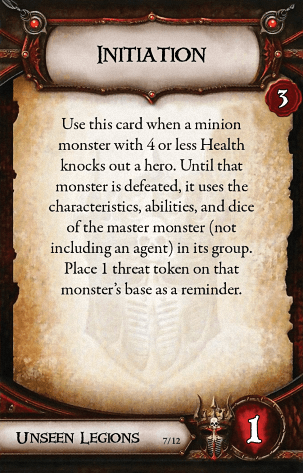 INITIATION
3
Use this card when a minion
monster with 4 or less Health
knocks out a hero. Until that
monster is defeated, it uses the
characteristics, abilities, and dice
of the master monster (not
including an agent) in its group.
Place 1 threat token on that
monster's base as a reminder.
UNSEEN LEGIONS 7/12 1